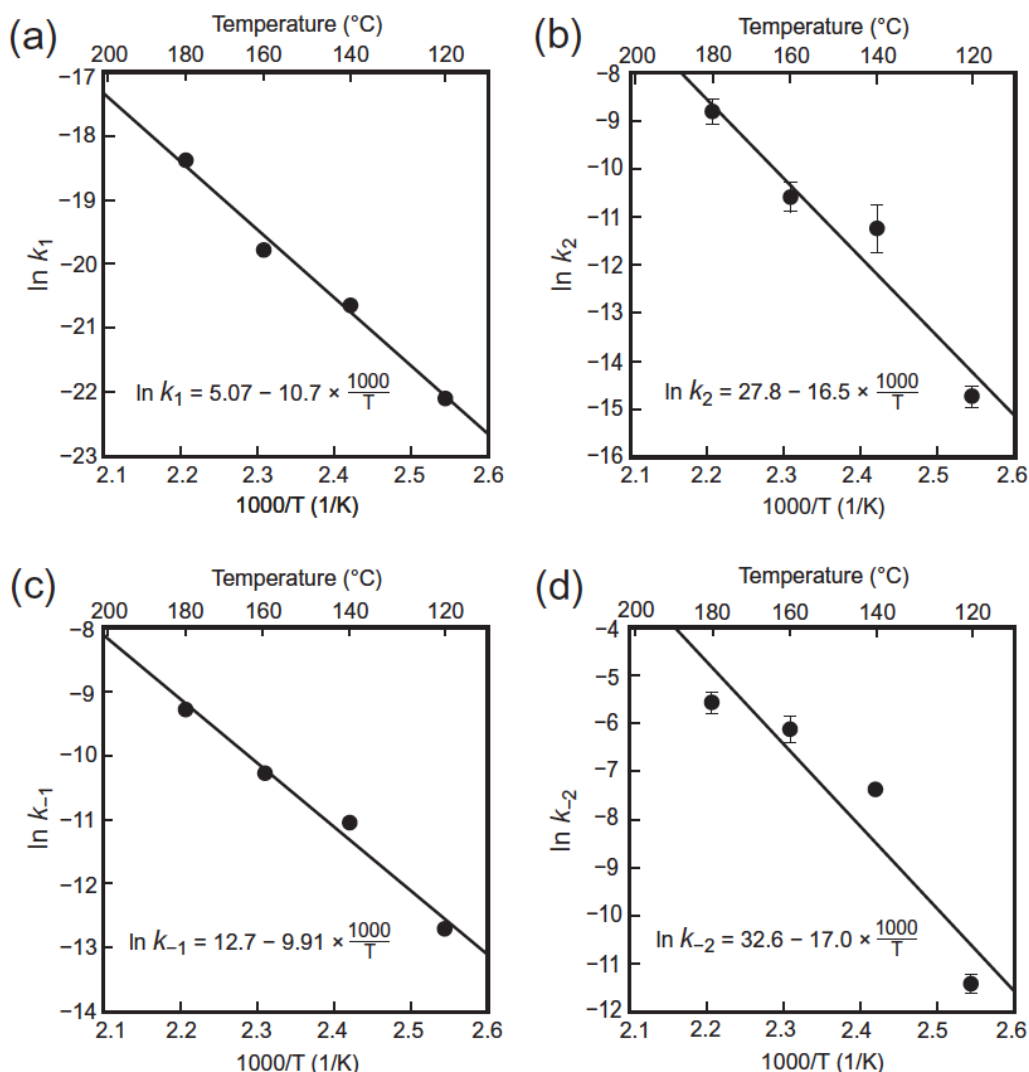 (a)
Temperature (°C)
200 180 160 140 120
ln k₁
−17
−18
−19
−20
−21
−22
−23
ln k₁ = 5.07 − 10.7 × 1000/T
2.1 2.2 2.3 2.4 2.5 2.6
1000/T (1/K)
(b)
Temperature (°C)
200 180 160 140 120
ln k₂
−8
−9
−10
−11
−12
−13
−14
−15
−16
ln k₂ = 27.8 − 16.5 × 1000/T
2.1 2.2 2.3 2.4 2.5 2.6
1000/T (1/K)
(c)
Temperature (°C)
200 180 160 140 120
ln k₋₁
−8
−9
−10
−11
−12
−13
−14
ln k₋₁ = 12.7 − 9.91 × 1000/T
2.1 2.2 2.3 2.4 2.5 2.6
1000/T (1/K)
(d)
Temperature (°C)
200 180 160 140 120
ln k₋₂
−4
−5
−6
−7
−8
−9
−10
−11
−12
ln k₋₂ = 32.6 − 17.0 × 1000/T
2.1 2.2 2.3 2.4 2.5 2.6
1000/T (1/K)